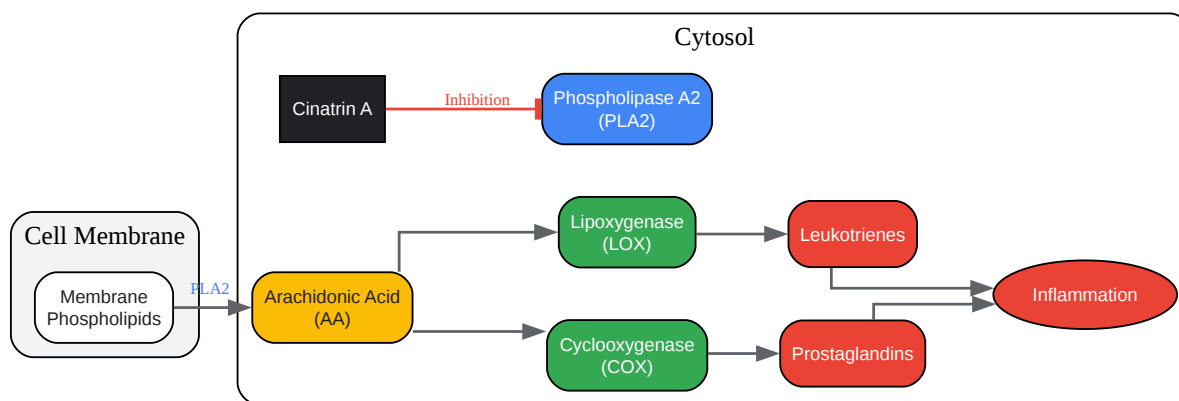 Cytosol
Cinatrin A
Inhibition
Phospholipase A2
(PLA2)
Cell Membrane
Membrane
Phospholipids
PLA2
Arachidonic Acid
(AA)
Lipoxygenase
(LOX)
Leukotrienes
Cyclooxygenase
(COX)
Prostaglandins
Inflammation